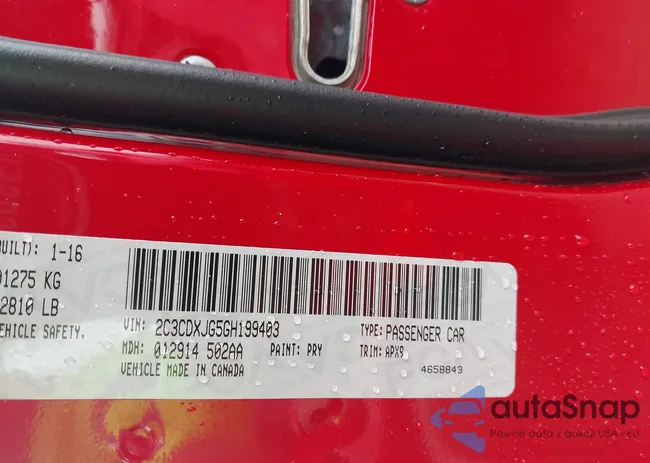 BUILT): 1-16
01275 KG
2810 LB
EHICLE SAFETY,
VIN: 2C3CDXJG5GH199403 TYPE: PASSENGER CAR
MDH: 012914 502AA PAINT: PRY TRIM: APX9
VEHICLE MADE IN CANADA 4658843
autaSnap
Pewne auta z aukcji USA i EU